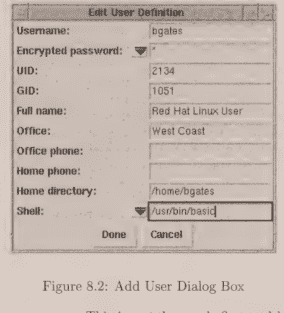 Edit User Definition
Username: bgates
Encrypted password: *
UID: 2134
GID: 1051
Full name: Red Hat Linux User
Office: West Coast
Office phone:
Home phone:
Home directory: /home/bgates
Shell: /usr/bin/basic
Done Cancel
Figure 8.2: Add User Dialog Box